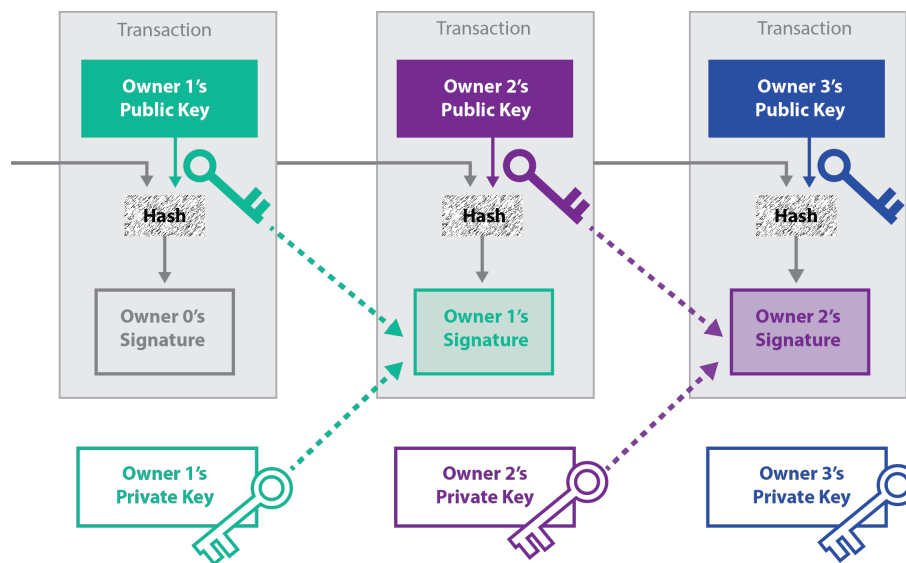 Transaction
Transaction
Transaction
Owner 1's
Public Key
Owner 2's
Public Key
Owner 3's
Public Key
Hash
Hash
Hash
Owner 0's
Signature
Owner 1's
Signature
Owner 2's
Signature
Owner 1's
Private Key
Owner 2's
Private Key
Owner 3's
Private Key